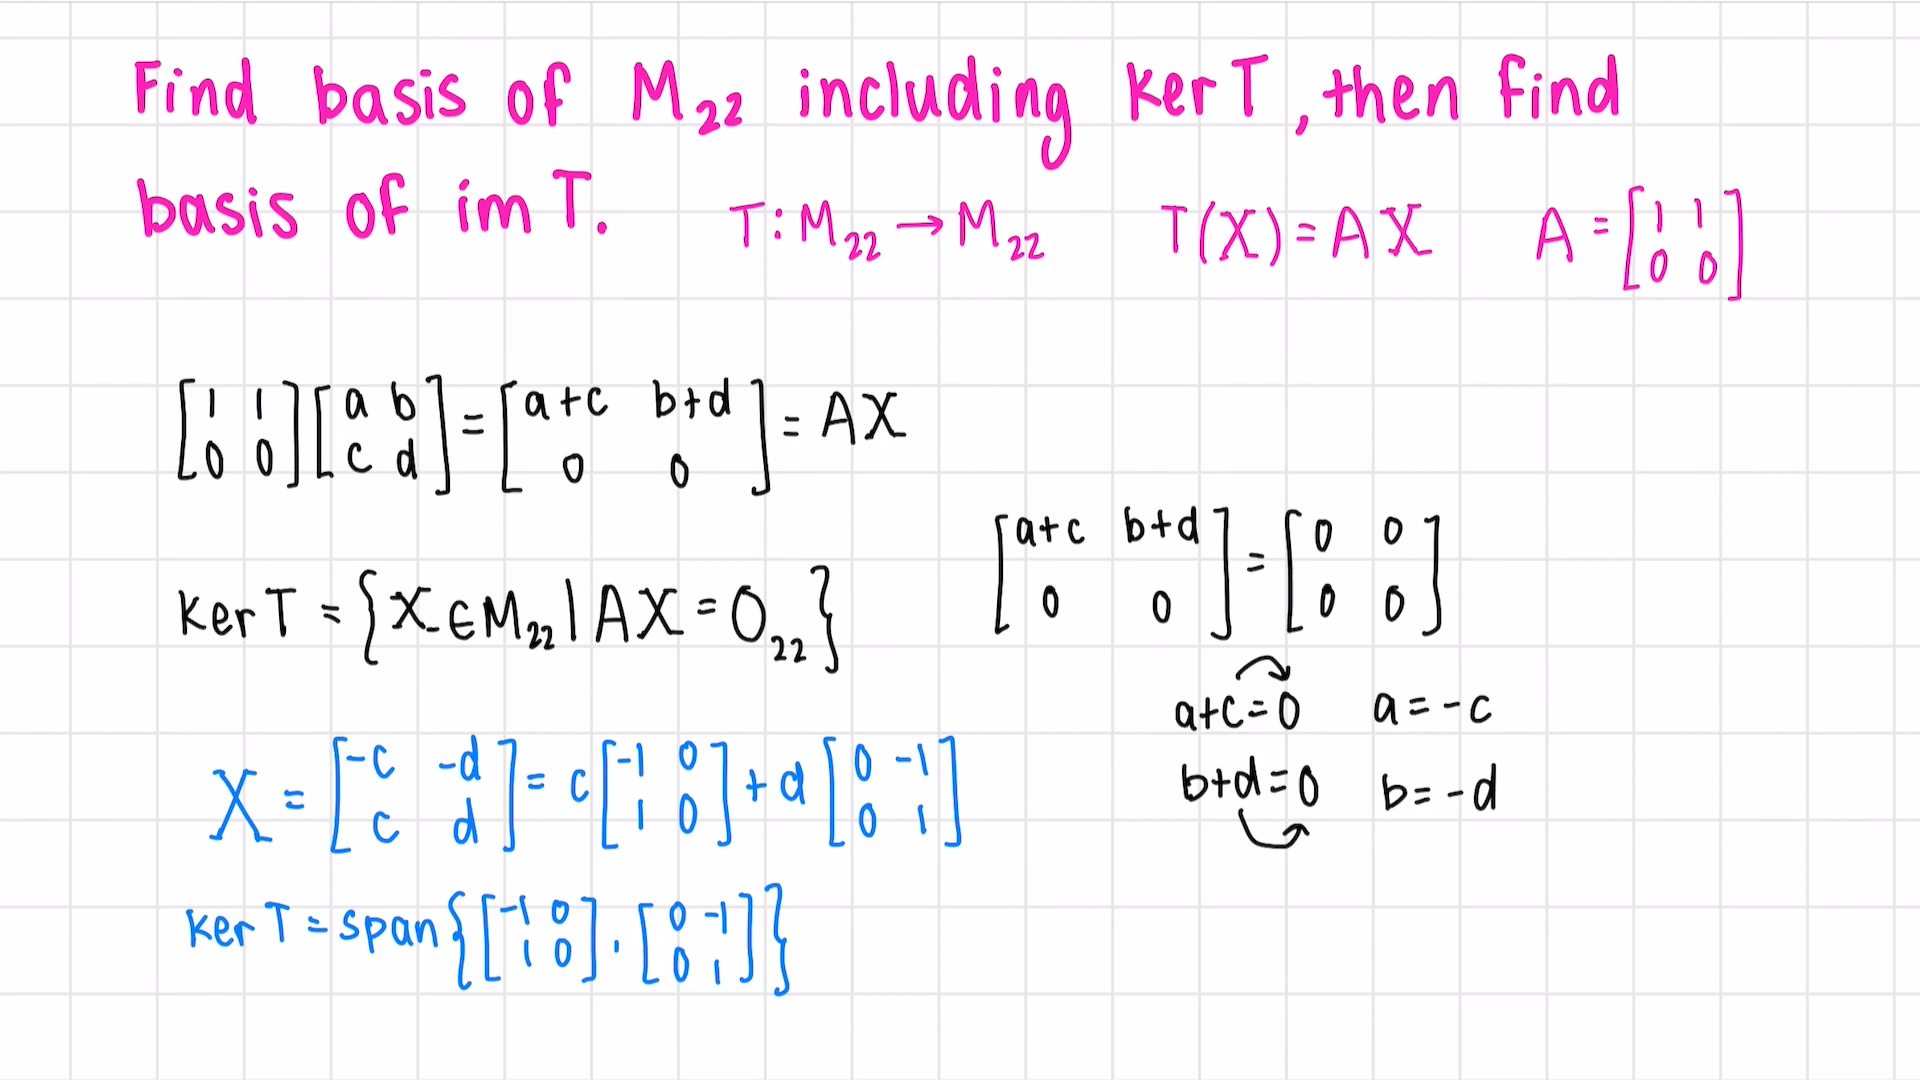 Find basis of M₂₂ including ker T, then find
basis of im T. T: M₂₂ → M₂₂ T(X) = AX A = [1 1; 0 0]
[1 1; 0 0] [a b; c d] = [a+c b+d; 0 0] = AX
ker T = {X ∈ M₂₂ | AX = O₂₂}
[a+c b+d; 0 0] = [0 0; 0 0]
a+c=0 a=-c
b+d=0 b=-d
X = [-c -d; c d] = c [-1 0; 1 0] + d [0 -1; 0 1]
ker T = span {[-1 0; 1 0], [0 -1; 0 1]}